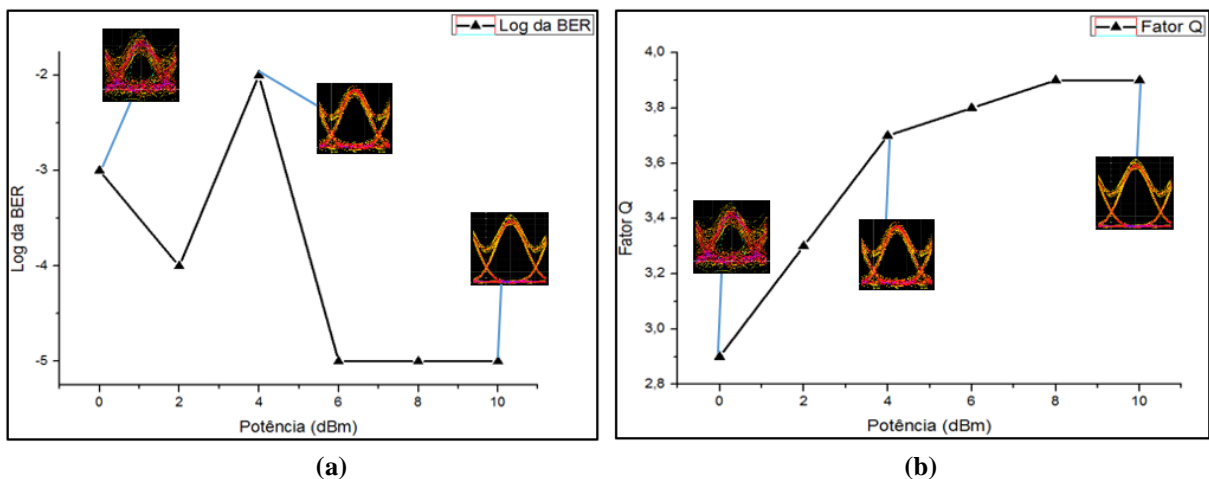 Log da BER
-2
-3
-4
-5
Log da BER
0 2 4 6 8 10
Potência (dBm)
(a)
Fator Q
4,0
3,8
3,6
3,4
3,2
3,0
2,8
Fator Q
0 2 4 6 8 10
Potência (dBm)
(b)